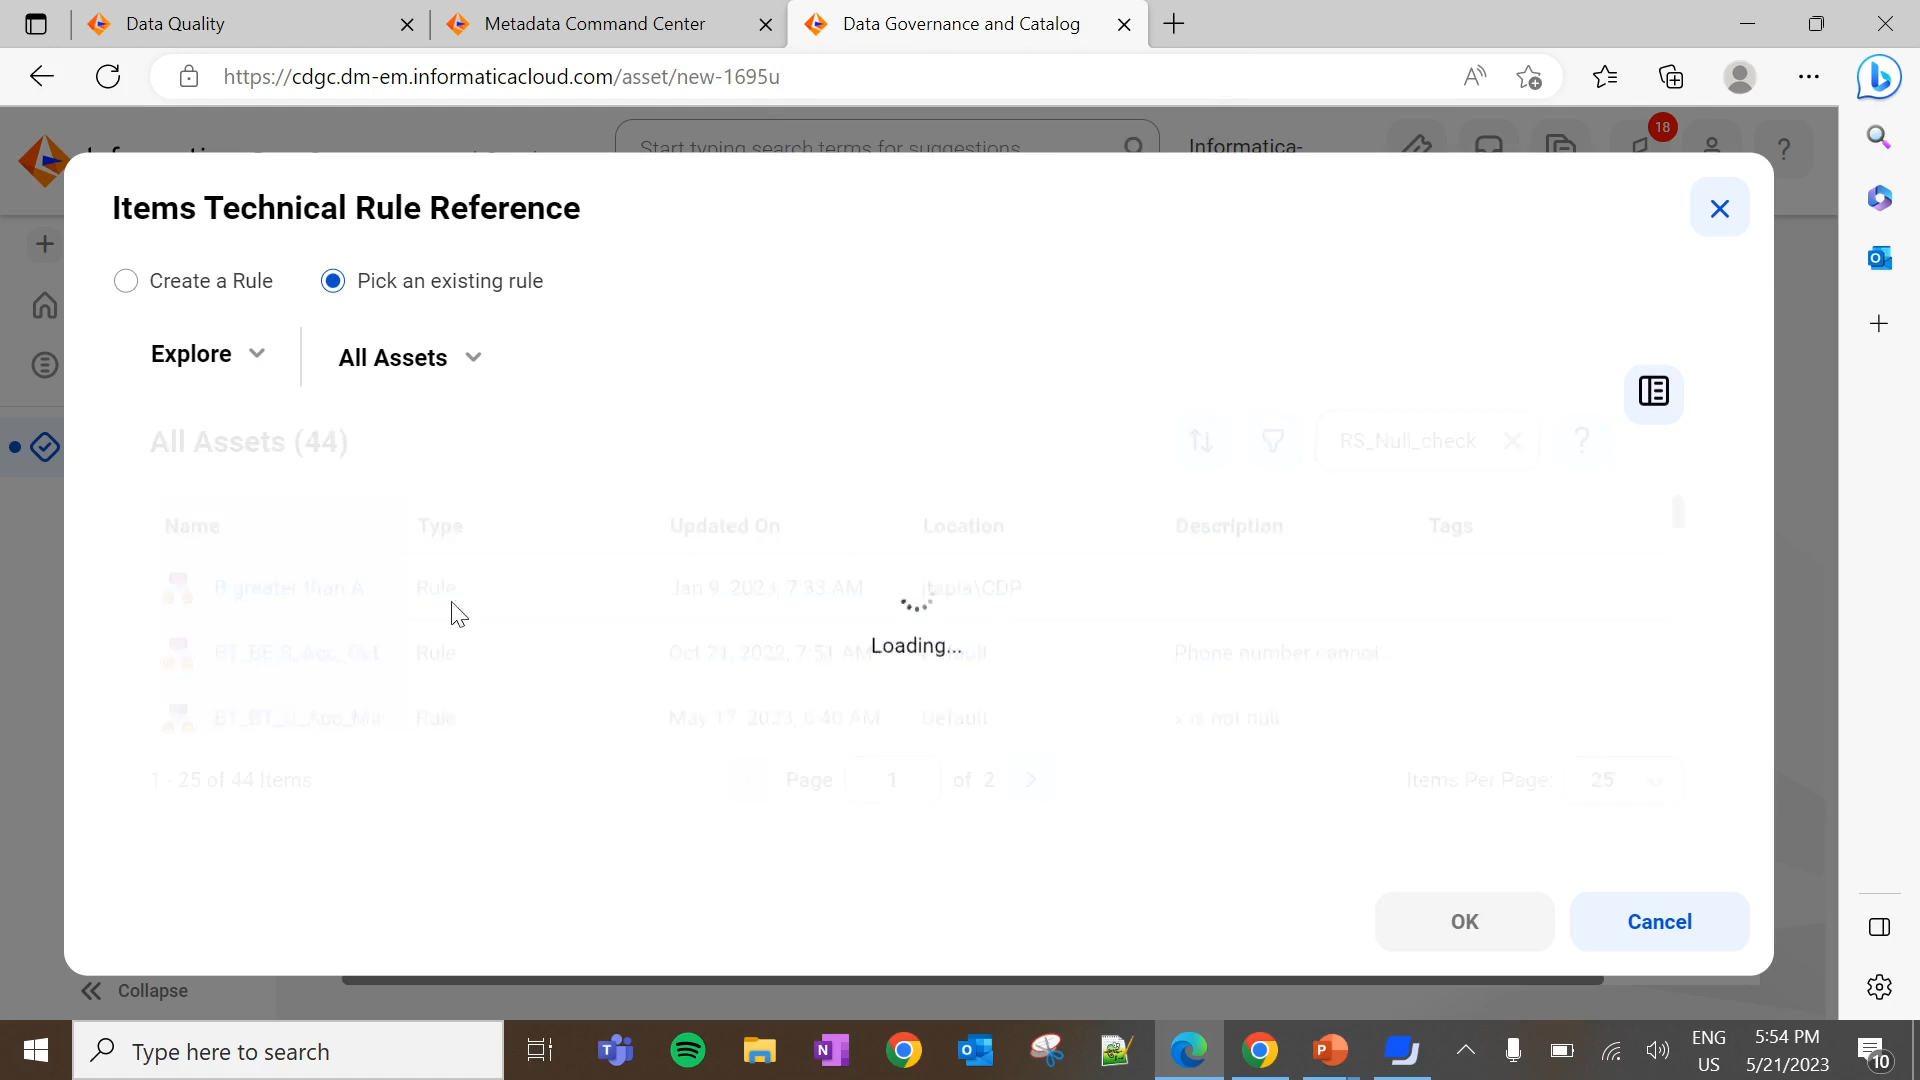 Data Quality
Metadata Command Center
Data Governance and Catalog
https://cdgc.dm-em.informaticacloud.com/asset/new-1695u
Start typing search terms for suggestions
Informatica-
18
?
Items Technical Rule Reference
Create a Rule
Pick an existing rule
Explore
All Assets
All Assets (44)
RS_Null_check
?
Name Type Updated On Location Description Tags
B greater than A Rule Jan 9, 2023, 7:33 AM
Rule Oct 21, 2022, 7:51 AM Phone number cannot
Rule May 17, 2023, 6:40 AM Default x is not null
Loading...
1 - 25 of 44 Items
Page 1 of 2
Items Per Page: 25
OK
Cancel
Collapse
Type here to search
ENG
US
5:54 PM
5/21/2023
10